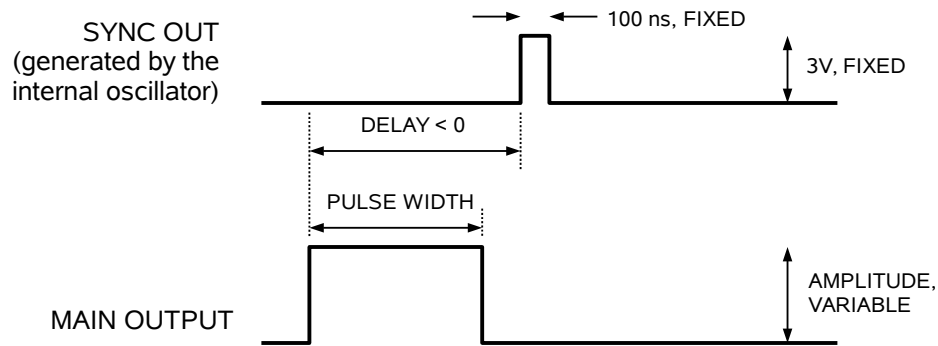 SYNC OUT
(generated by the
internal oscillator)
100 ns, FIXED
3V, FIXED
DELAY < 0
PULSE WIDTH
AMPLITUDE,
VARIABLE
MAIN OUTPUT